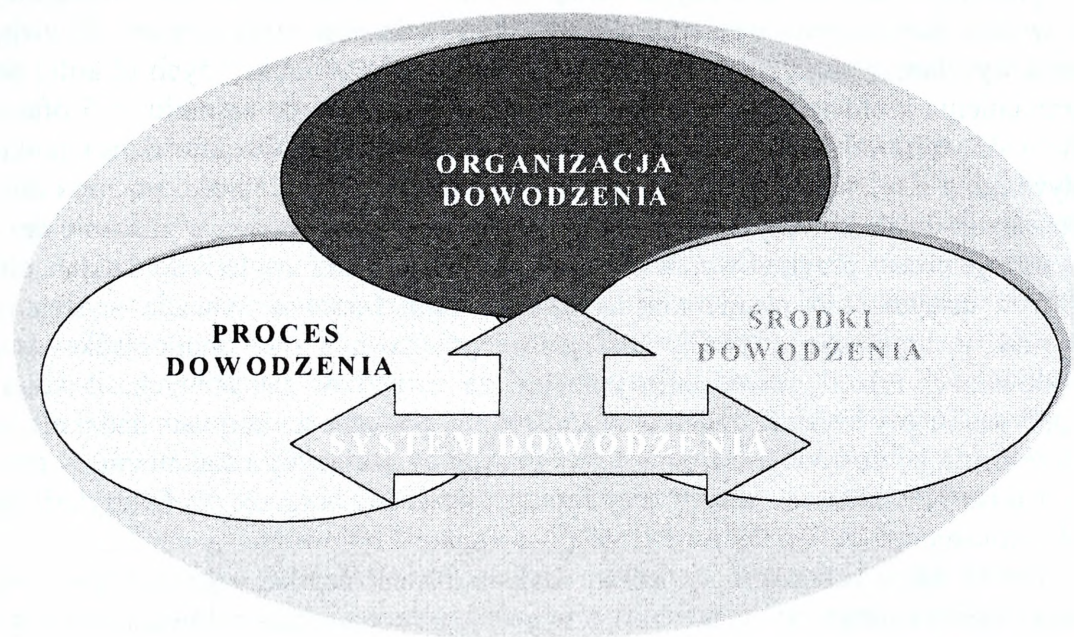 ORGANIZACJA
DOWODZENIA
PROCES
DOWODZENIA
ŚRODKI
DOWODZENIA
SYSTEM DOWODZENIA